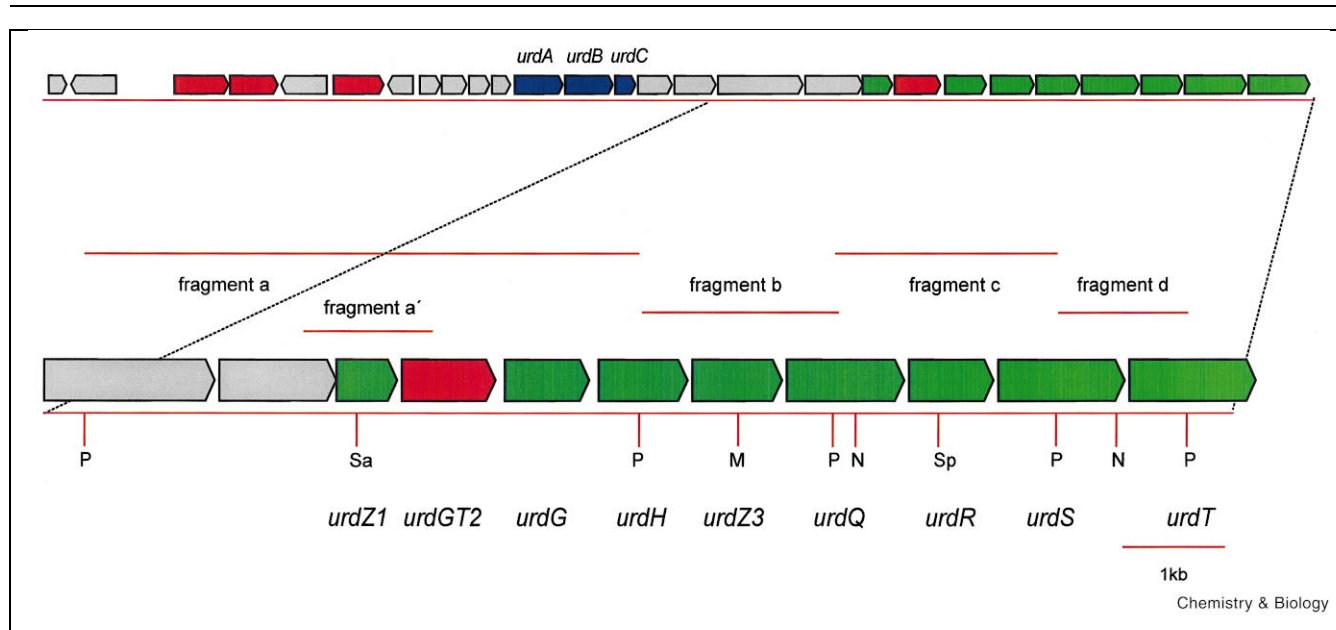 urdA urdB urdC
fragment a
fragment a´
fragment b
fragment c
fragment d
P Sa P M P N Sp P N P
urdZ1 urdGT2 urdG urdH urdZ3 urdQ urdR urdS urdT
1kb
Chemistry & Biology